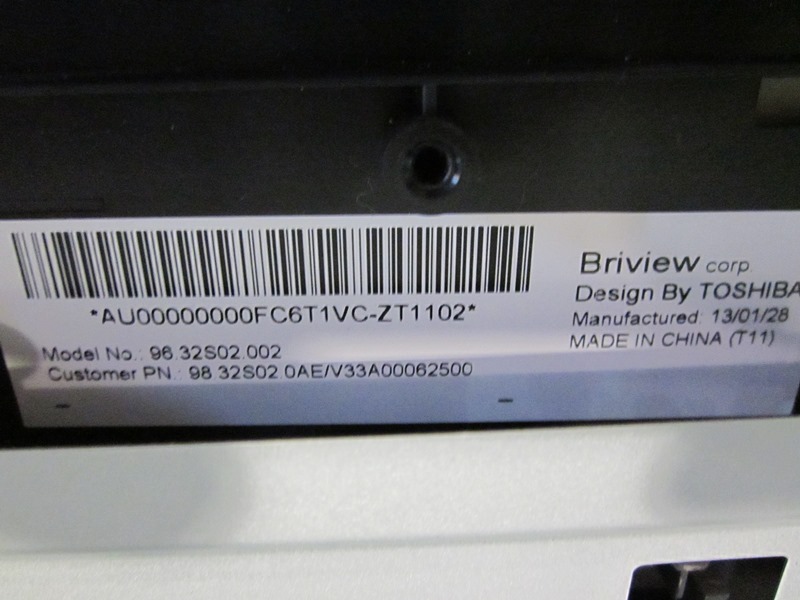 Briview corp.
*AU00000000FC6T1VC-ZT1102*
Design By TOSHIBA
Manufactured: 13/01/28
MADE IN CHINA (T11)
Model No.: 96.32S02.002
Customer PN.: 98.32S02.0AE/V33A00062500